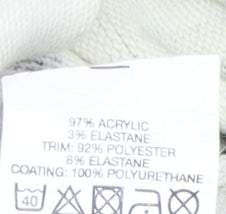 97% ACRYLIC
3% ELASTANE
TRIM: 92% POLYESTER
8% ELASTANE
COATING: 100% POLYURETHANE
40